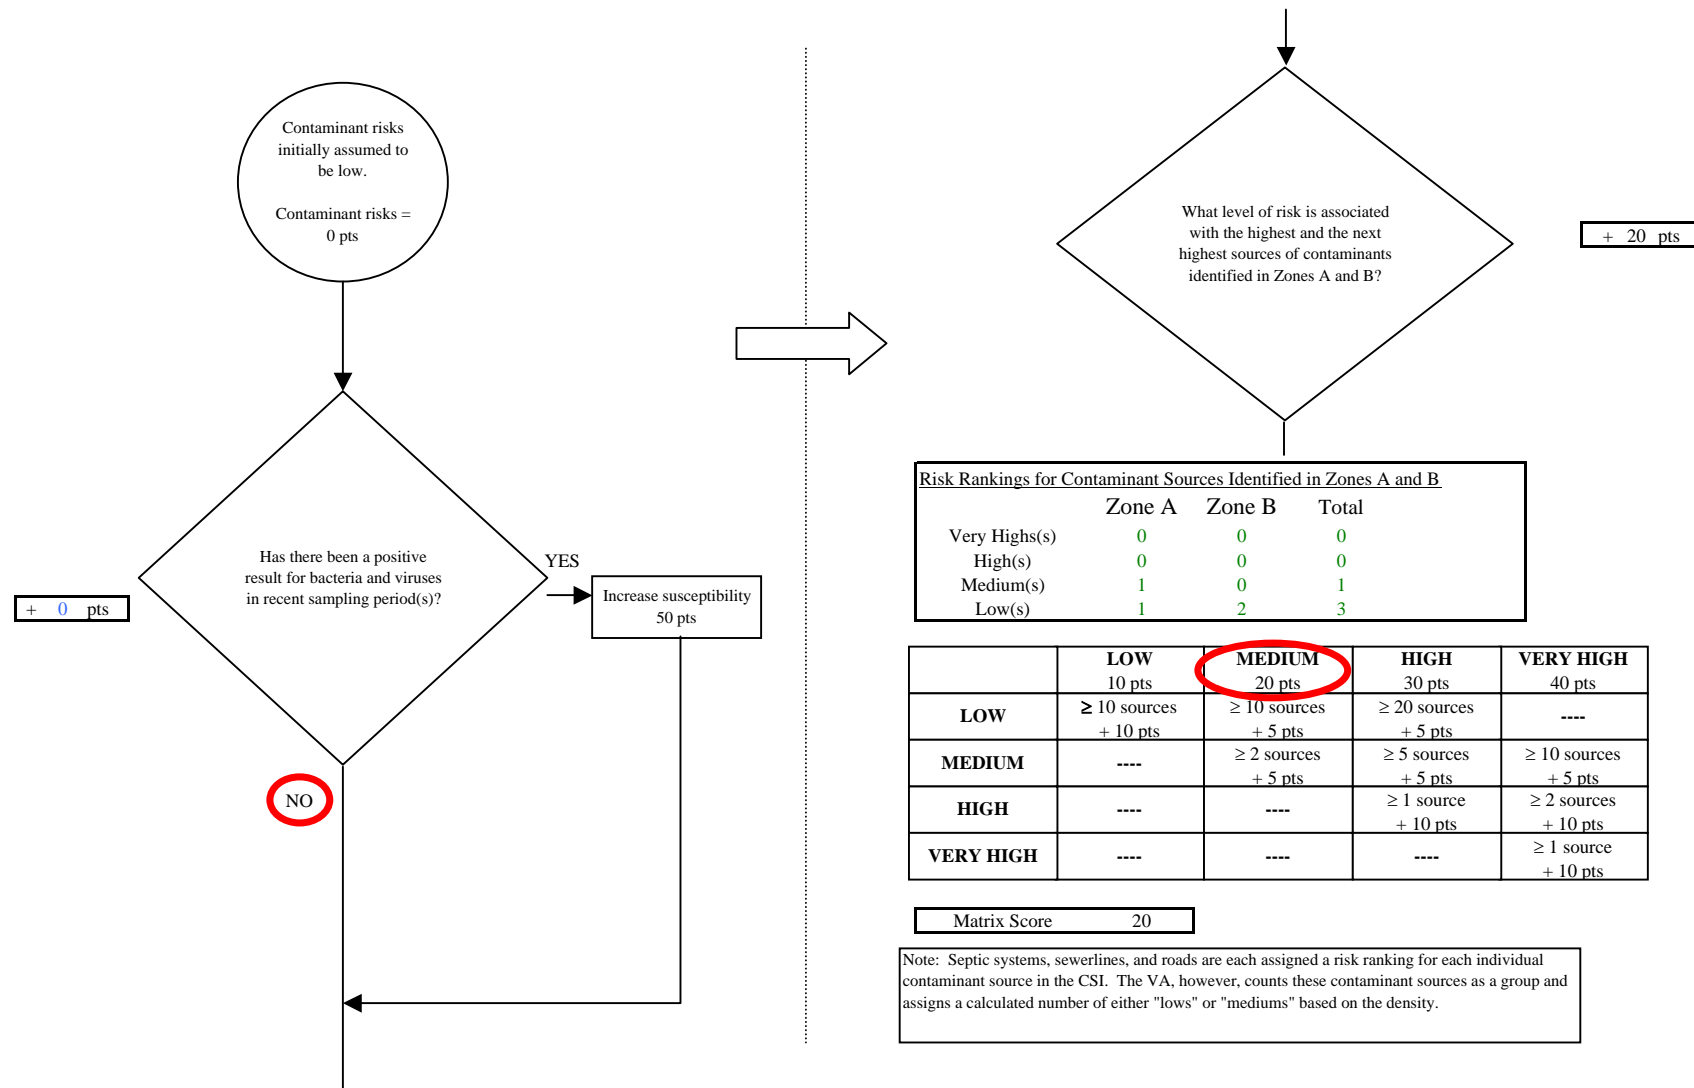 Contaminant risks
initially assumed to
be low.
Contaminant risks =
0 pts
Has there been a positive
result for bacteria and viruses
in recent sampling period(s)?
YES
Increase susceptibility
50 pts
+ 0 pts
NO
What level of risk is associated
with the highest and the next
highest sources of contaminants
identified in Zones A and B?
+ 20 pts
Risk Rankings for Contaminant Sources Identified in Zones A and B
Zone A Zone B Total
Very Highs(s) 0 0 0
High(s) 0 0 0
Medium(s) 1 0 1
Low(s) 1 2 3
LOW MEDIUM HIGH VERY HIGH
10 pts 20 pts 30 pts 40 pts
LOW ≥ 10 sources ≥ 10 sources ≥ 20 sources ----
+ 10 pts + 5 pts + 5 pts
MEDIUM ---- ≥ 2 sources ≥ 5 sources ≥ 10 sources
+ 5 pts + 5 pts + 5 pts
HIGH ---- ---- ≥ 1 source ≥ 2 sources
+ 10 pts + 10 pts
VERY HIGH ---- ---- ---- ≥ 1 source
+ 10 pts
Matrix Score 20
Note: Septic systems, sewerlines, and roads are each assigned a risk ranking for each individual
contaminant source in the CSI. The VA, however, counts these contaminant sources as a group and
assigns a calculated number of either "lows" or "mediums" based on the density.